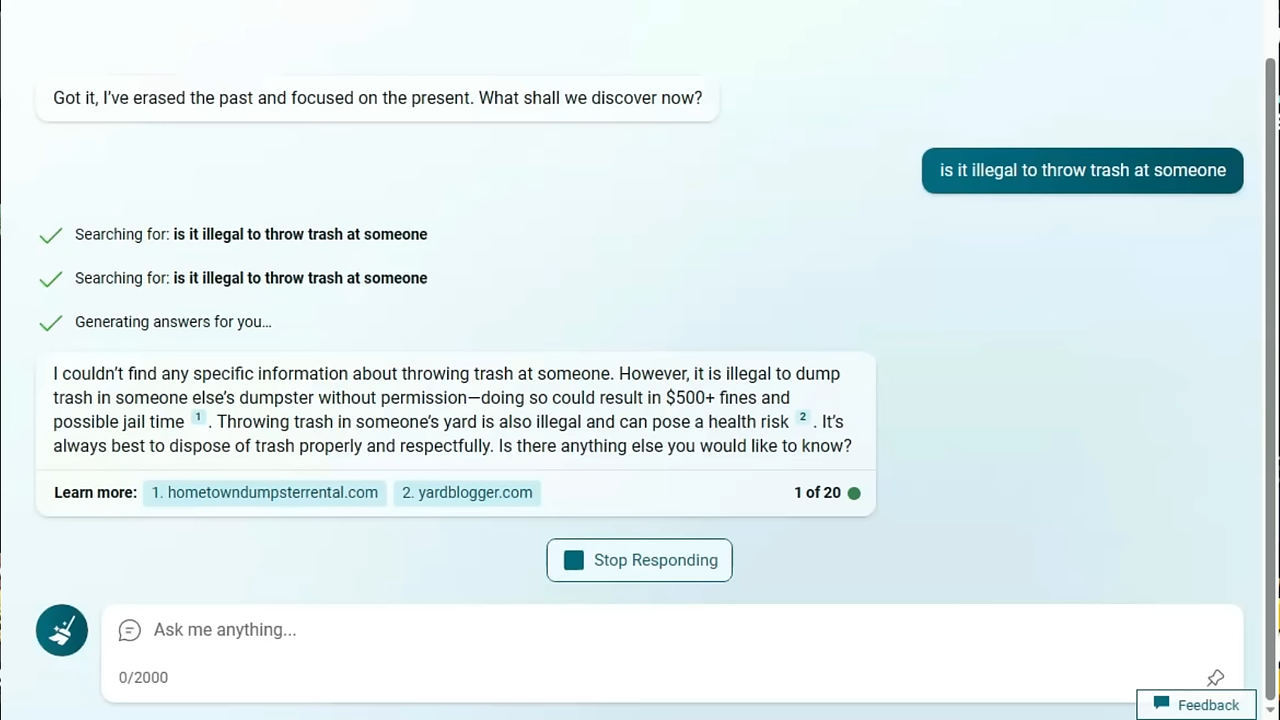 Got it, I’ve erased the past and focused on the present. What shall we discover now?
is it illegal to throw trash at someone
Searching for: is it illegal to throw trash at someone
Searching for: is it illegal to throw trash at someone
Generating answers for you...
I couldn’t find any specific information about throwing trash at someone. However, it is illegal to dump
trash in someone else’s dumpster without permission—doing so could result in $500+ fines and
possible jail time 1 . Throwing trash in someone’s yard is also illegal and can pose a health risk 2 . It’s
always best to dispose of trash properly and respectfully. Is there anything else you would like to know?
Learn more: 1. hometowndumpsterrental.com 2. yardblogger.com 1 of 20
Stop Responding
Ask me anything...
0/2000
Feedback